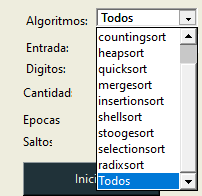 Algoritmos: Todos
countingsort
Entrada: heapsort
Digitos: quicksort
mergesort
Cantidad: insertionsort
shellsort
Epocas stoogesort
Saltos selectionsort
radixsort
Inici Todos